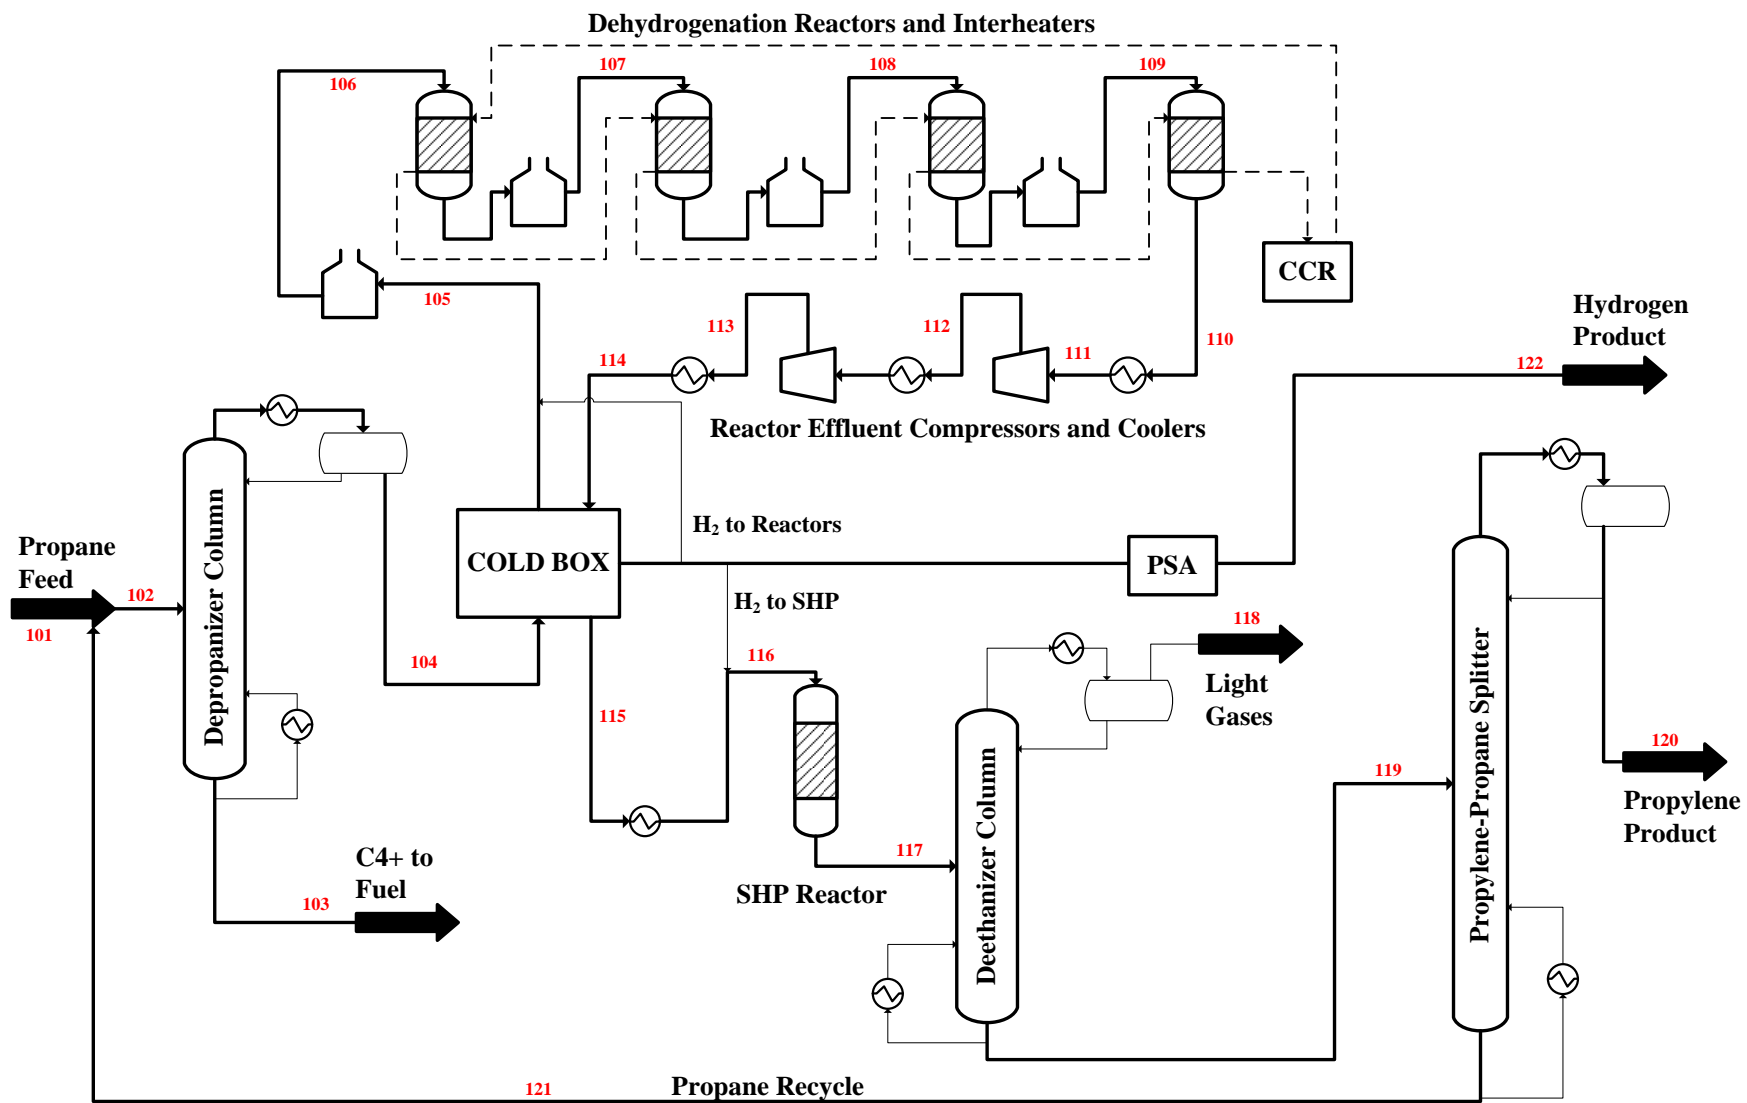 Dehydrogenation Reactors and Interheaters
106
107
108
109
CCR
105
113
112
111
110
114
122
Hydrogen
Product
Reactor Effluent Compressors and Coolers
Depropanizer Column
H2 to Reactors
COLD BOX
PSA
Propane
Feed
102
101
H2 to SHP
104
116
118
Light
Gases
115
Propylene-Propane Splitter
119
120
Propylene
Product
Deethanizer Column
117
SHP Reactor
C4+ to
Fuel
103
121
Propane Recycle